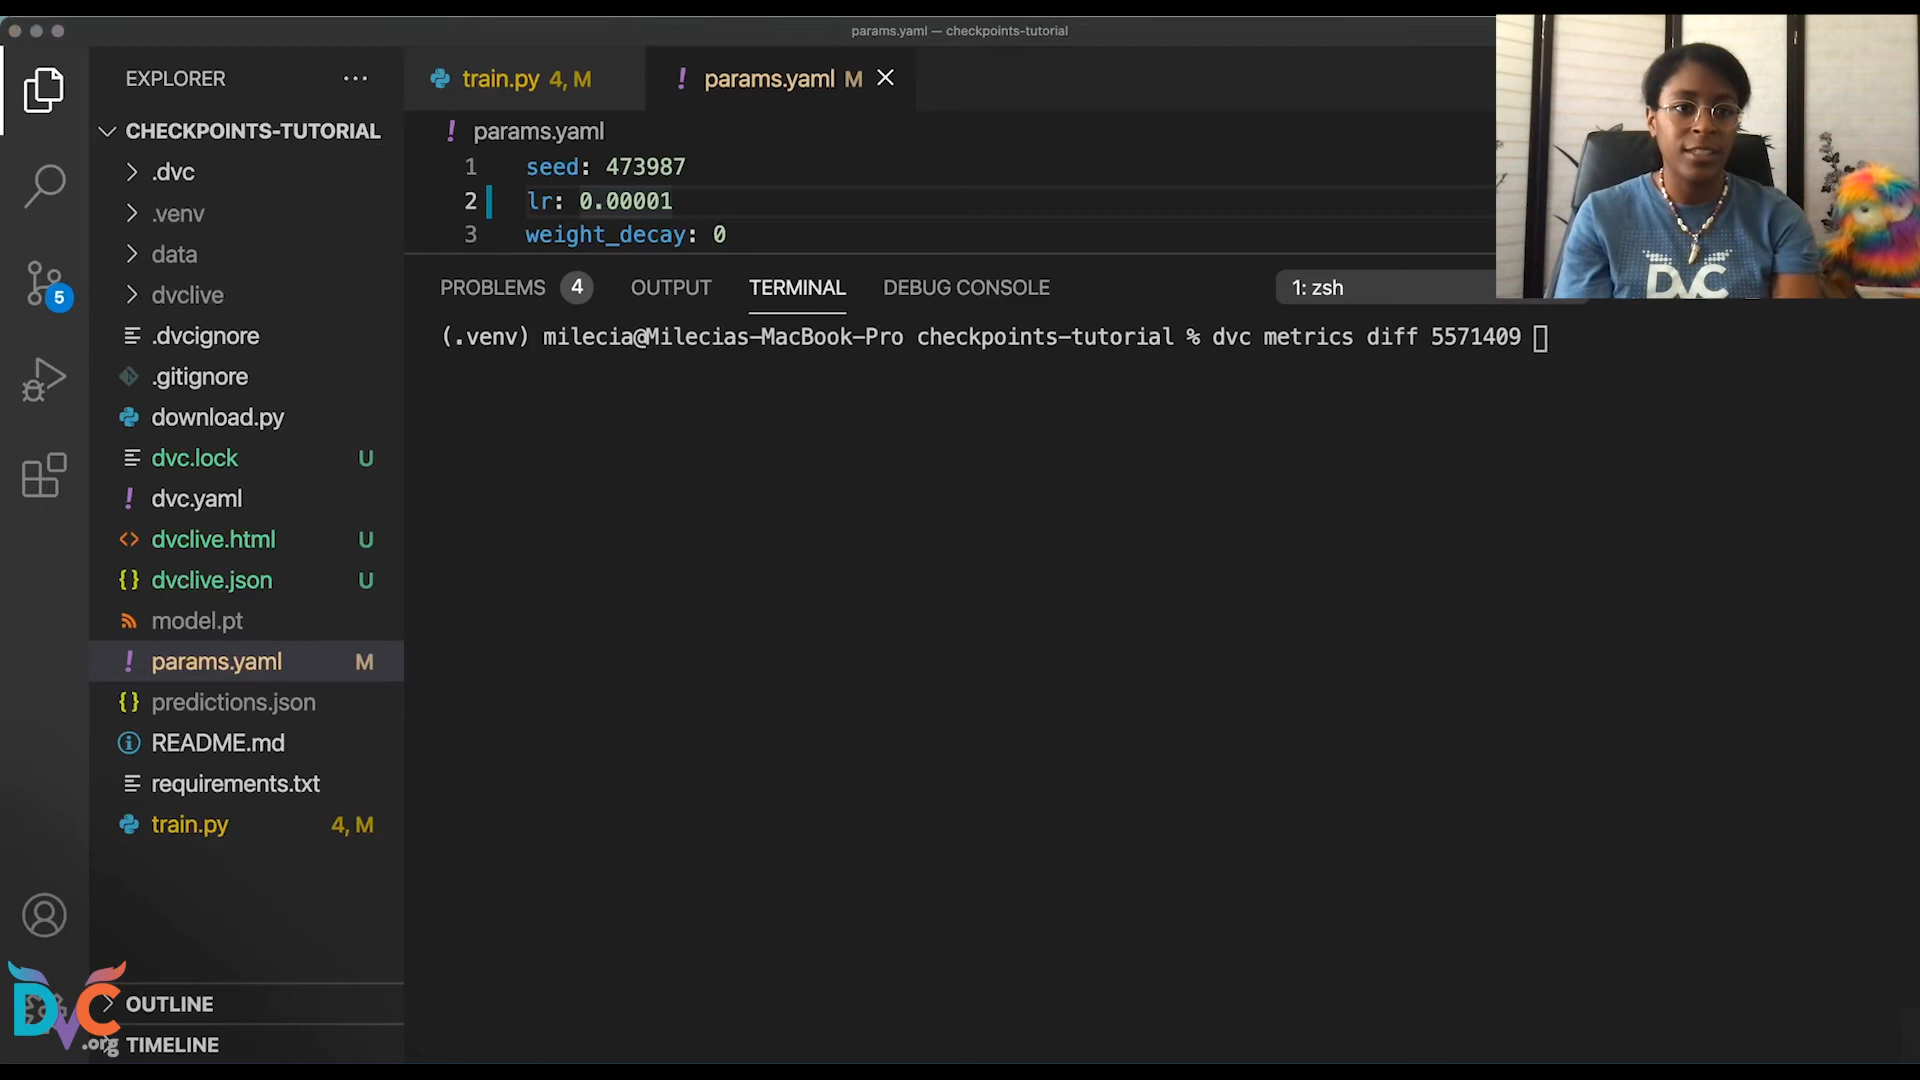 params.yaml — checkpoints-tutorial
EXPLORER
CHECKPOINTS-TUTORIAL
.dvc
.venv
data
dvclive
.dvcignore
.gitignore
download.py
dvc.lock U
dvc.yaml
dvclive.html U
dvclive.json U
model.pt
params.yaml M
predictions.json
README.md
requirements.txt
train.py 4, M
OUTLINE
TIMELINE
5
DVC
.org
train.py 4, M
params.yaml M
params.yaml
1 seed: 473987
2 lr: 0.00001
3 weight_decay: 0
PROBLEMS 4 OUTPUT TERMINAL DEBUG CONSOLE 1: zsh
(.venv) milecia@Milecias-MacBook-Pro checkpoints-tutorial % dvc metrics diff 5571409
DVC